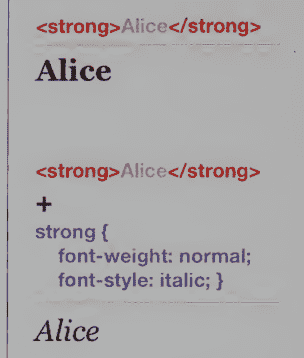 <strong>Alice</strong>
Alice
<strong>Alice</strong>
+
strong {
font-weight: normal;
font-style: italic; }
Alice